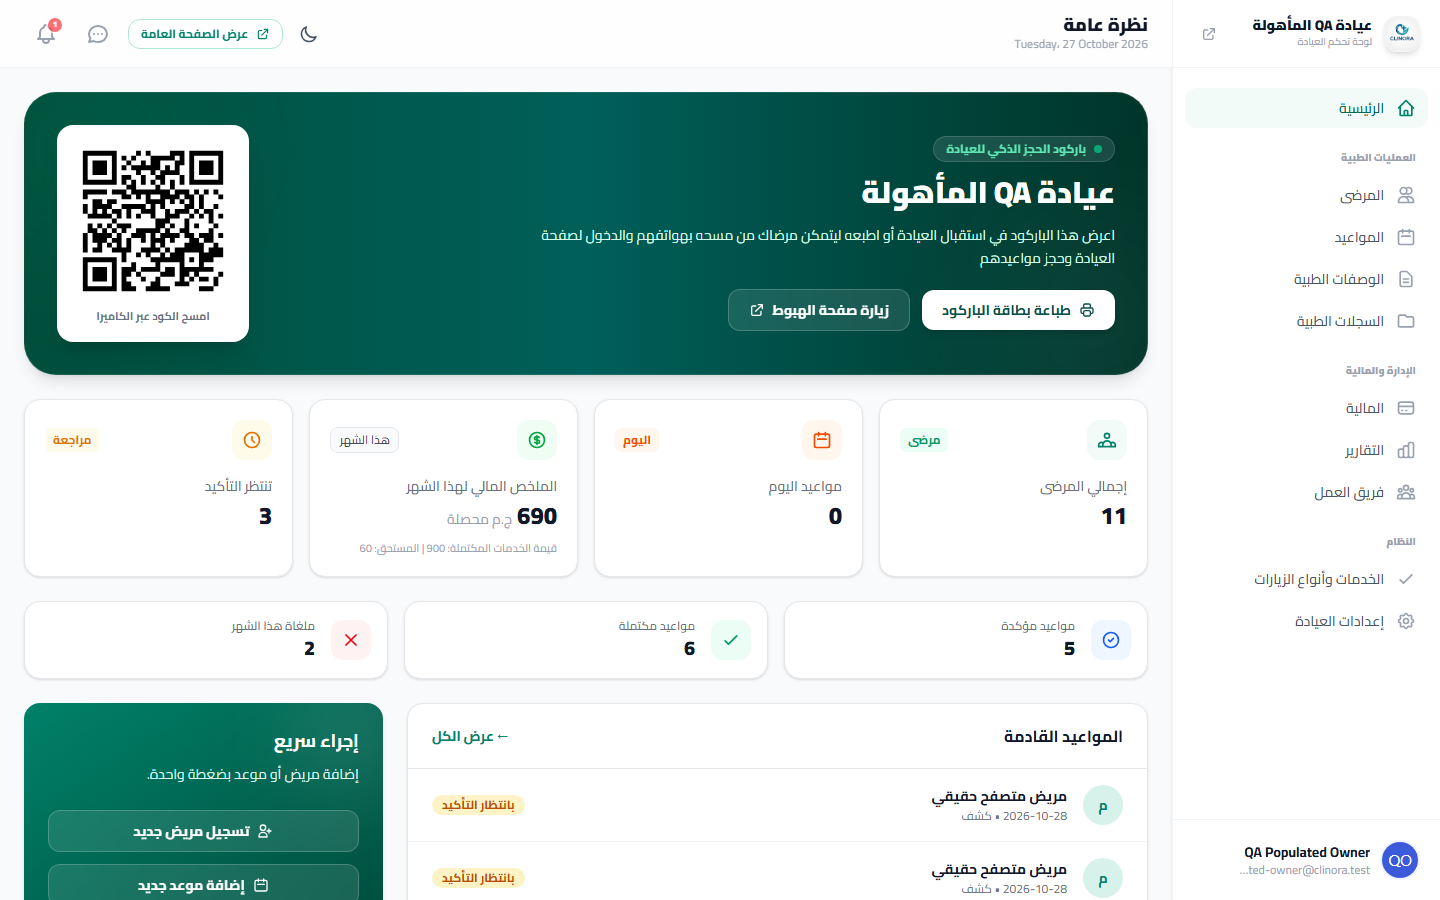 عيادة QA المأهولة
لوحة تحكم العيادة
CLINORA
الرئيسية
العمليات الطبية
المرضى
المواعيد
الوصفات الطبية
السجلات الطبية
الإدارة والمالية
المالية
التقارير
فريق العمل
النظام
الخدمات وأنواع الزيارات
إعدادات العيادة
QO
QA Populated Owner
ted-owner@clinora.test...
نظرة عامة
Tuesday, 27 October 2026
عرض الصفحة العامة
1
باركود الحجز الذكي للعيادة
عيادة QA المأهولة
اعرض هذا الباركود في استقبال العيادة أو اطبعه ليتمكن مرضاك من مسحه بهواتفهم والدخول لصفحة
العيادة وحجز مواعيدهم
طباعة بطاقة الباركود
زيارة صفحة الهبوط
امسح الكود عبر الكاميرا
مرضى
إجمالي المرضى
11
اليوم
مواعيد اليوم
0
هذا الشهر
الملخص المالي لهذا الشهر
690 ج.م محصلة
قيمة الخدمات المكتملة: 900 | المستحق: 60
مراجعة
تنتظر التأكيد
3
مواعيد مؤكدة
5
مواعيد مكتملة
6
ملغاة هذا الشهر
2
المواعيد القادمة
عرض الكل ←
م
مريض متصفح حقيقي
2026-10-28 • كشف
بانتظار التأكيد
م
مريض متصفح حقيقي
2026-10-28 • كشف
بانتظار التأكيد
إجراء سريع
إضافة مريض أو موعد بضغطة واحدة.
تسجيل مريض جديد
إضافة موعد جديد